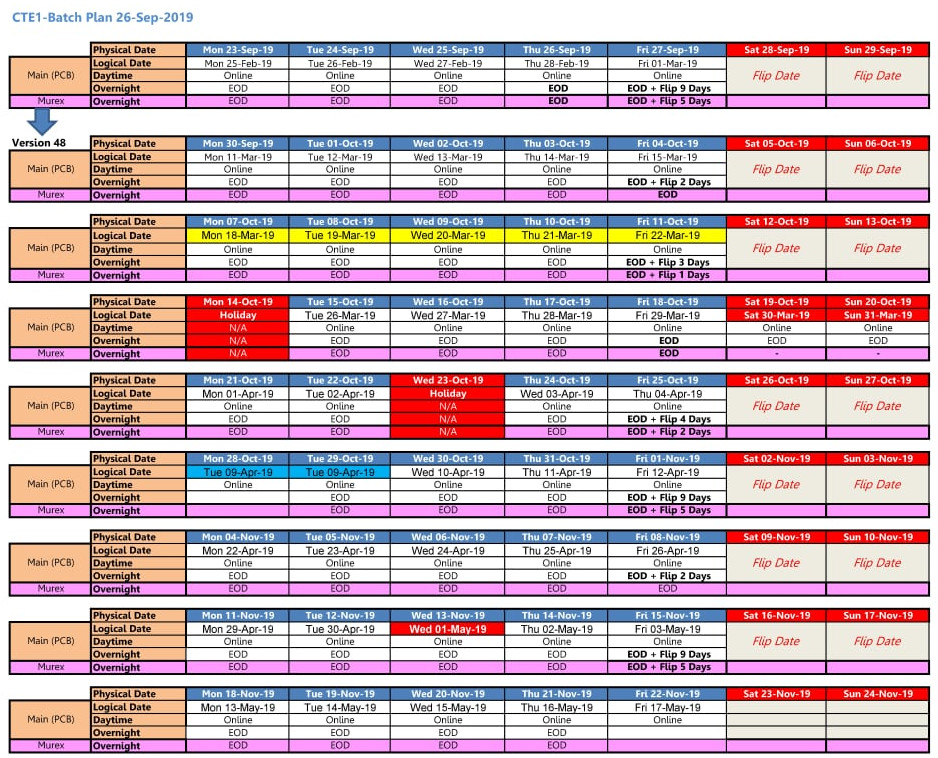 CTE1-Batch Plan 26-Sep-2019
Physical Date Mon 23-Sep-19 Tue 24-Sep-19 Wed 25-Sep-19 Thu 26-Sep-19 Fri 27-Sep-19 Sat 28-Sep-19 Sun 29-Sep-19
Main (PCB) Logical Date Mon 25-Feb-19 Tue 26-Feb-19 Wed 27-Feb-19 Thu 28-Feb-19 Fri 01-Mar-19 Flip Date Flip Date
Daytime Online Online Online Online Online
Overnight EOD EOD EOD EOD EOD + Flip 9 Days
Murex Overnight EOD EOD EOD EOD EOD + Flip 5 Days
Version 48 Physical Date Mon 30-Sep-19 Tue 01-Oct-19 Wed 02-Oct-19 Thu 03-Oct-19 Fri 04-Oct-19 Sat 05-Oct-19 Sun 06-Oct-19
Main (PCB) Logical Date Mon 11-Mar-19 Tue 12-Mar-19 Wed 13-Mar-19 Thu 14-Mar-19 Fri 15-Mar-19 Flip Date Flip Date
Daytime Online Online Online Online Online
Overnight EOD EOD EOD EOD EOD + Flip 2 Days
Murex Overnight EOD EOD EOD EOD EOD
Physical Date Mon 07-Oct-19 Tue 08-Oct-19 Wed 09-Oct-19 Thu 10-Oct-19 Fri 11-Oct-19 Sat 12-Oct-19 Sun 13-Oct-19
Main (PCB) Logical Date Mon 18-Mar-19 Tue 19-Mar-19 Wed 20-Mar-19 Thu 21-Mar-19 Fri 22-Mar-19 Flip Date Flip Date
Daytime Online Online Online Online Online
Overnight EOD EOD EOD EOD EOD + Flip 3 Days
Murex Overnight EOD EOD EOD EOD EOD + Flip 1 Days
Physical Date Mon 14-Oct-19 Tue 15-Oct-19 Wed 16-Oct-19 Thu 17-Oct-19 Fri 18-Oct-19 Sat 19-Oct-19 Sun 20-Oct-19
Main (PCB) Logical Date Holiday Tue 26-Mar-19 Wed 27-Mar-19 Thu 28-Mar-19 Fri 29-Mar-19 Sat 30-Mar-19 Sun 31-Mar-19
Daytime N/A Online Online Online Online Online Online
Overnight N/A EOD EOD EOD EOD EOD EOD
Murex Overnight N/A EOD EOD EOD EOD - -
Physical Date Mon 21-Oct-19 Tue 22-Oct-19 Wed 23-Oct-19 Thu 24-Oct-19 Fri 25-Oct-19 Sat 26-Oct-19 Sun 27-Oct-19
Main (PCB) Logical Date Mon 01-Apr-19 Tue 02-Apr-19 Holiday Wed 03-Apr-19 Thu 04-Apr-19 Flip Date Flip Date
Daytime Online Online N/A Online Online
Overnight EOD EOD N/A EOD EOD + Flip 4 Days
Murex Overnight EOD EOD N/A EOD EOD + Flip 2 Days
Physical Date Mon 28-Oct-19 Tue 29-Oct-19 Wed 30-Oct-19 Thu 31-Oct-19 Fri 01-Nov-19 Sat 02-Nov-19 Sun 03-Nov-19
Main (PCB) Logical Date Tue 09-Apr-19 Tue 09-Apr-19 Wed 10-Apr-19 Thu 11-Apr-19 Fri 12-Apr-19 Flip Date Flip Date
Daytime Online Online Online Online Online
Overnight EOD EOD EOD EOD + Flip 9 Days
Murex Overnight EOD EOD EOD EOD + Flip 5 Days
Physical Date Mon 04-Nov-19 Tue 05-Nov-19 Wed 06-Nov-19 Thu 07-Nov-19 Fri 08-Nov-19 Sat 09-Nov-19 Sun 10-Nov-19
Main (PCB) Logical Date Mon 22-Apr-19 Tue 23-Apr-19 Wed 24-Apr-19 Thu 25-Apr-19 Fri 26-Apr-19 Flip Date Flip Date
Daytime Online Online Online Online Online
Overnight EOD EOD EOD EOD EOD + Flip 2 Days
Murex Overnight EOD EOD EOD EOD EOD
Physical Date Mon 11-Nov-19 Tue 12-Nov-19 Wed 13-Nov-19 Thu 14-Nov-19 Fri 15-Nov-19 Sat 16-Nov-19 Sun 17-Nov-19
Main (PCB) Logical Date Mon 29-Apr-19 Tue 30-Apr-19 Wed 01-May-19 Thu 02-May-19 Fri 03-May-19 Flip Date Flip Date
Daytime Online Online Online Online Online
Overnight EOD EOD EOD EOD EOD + Flip 9 Days
Murex Overnight EOD EOD EOD EOD EOD + Flip 5 Days
Physical Date Mon 18-Nov-19 Tue 19-Nov-19 Wed 20-Nov-19 Thu 21-Nov-19 Fri 22-Nov-19 Sat 23-Nov-19 Sun 24-Nov-19
Main (PCB) Logical Date Mon 13-May-19 Tue 14-May-19 Wed 15-May-19 Thu 16-May-19 Fri 17-May-19
Daytime Online Online Online Online Online
Overnight EOD EOD EOD EOD
Murex Overnight EOD EOD EOD EOD